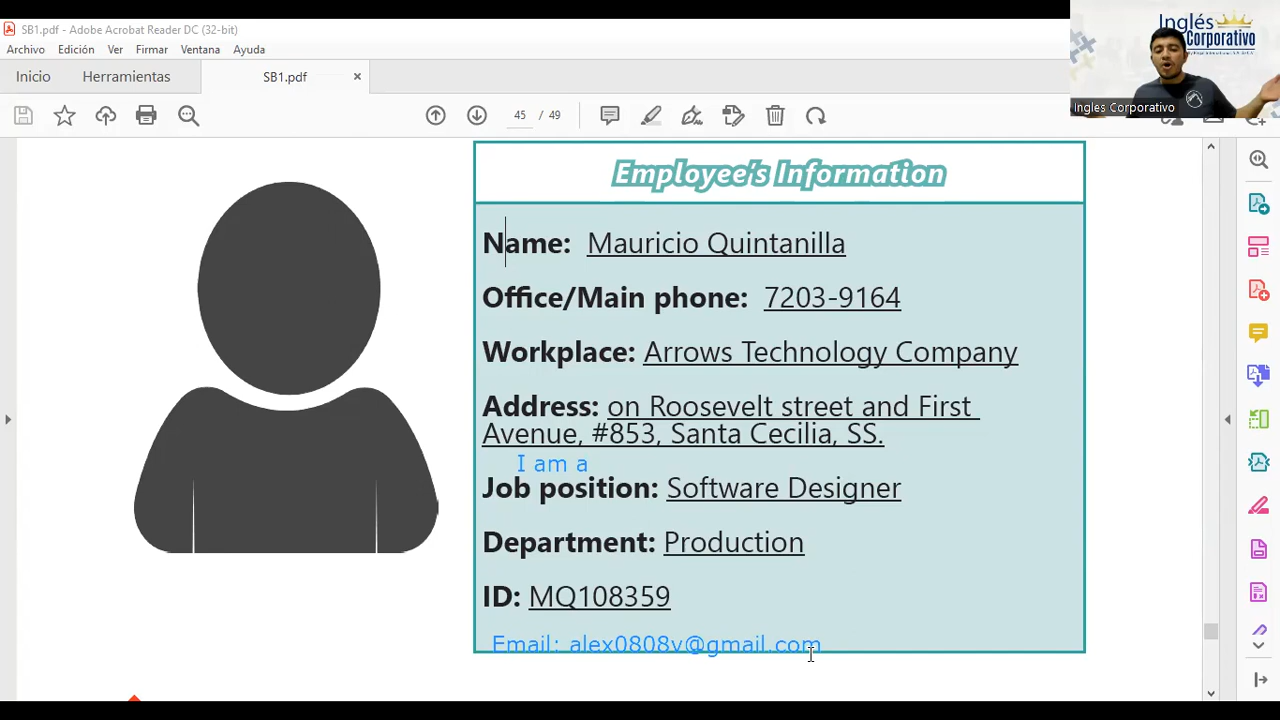 SB1.pdf - Adobe Acrobat Reader DC (32-bit)
Archivo Edición Ver Firmar Ventana Ayuda
Inicio Herramientas SB1.pdf ×
45 / 49
Inglés
Corporativo
Ingles Corporativo
Employee's Information
Name: Mauricio Quintanilla
Office/Main phone: 7203-9164
Workplace: Arrows Technology Company
Address: on Roosevelt street and First
Avenue, #853, Santa Cecilia, SS.
I am a
Job position: Software Designer
Department: Production
ID: MQ108359
Email: alex0808v@gmail.com